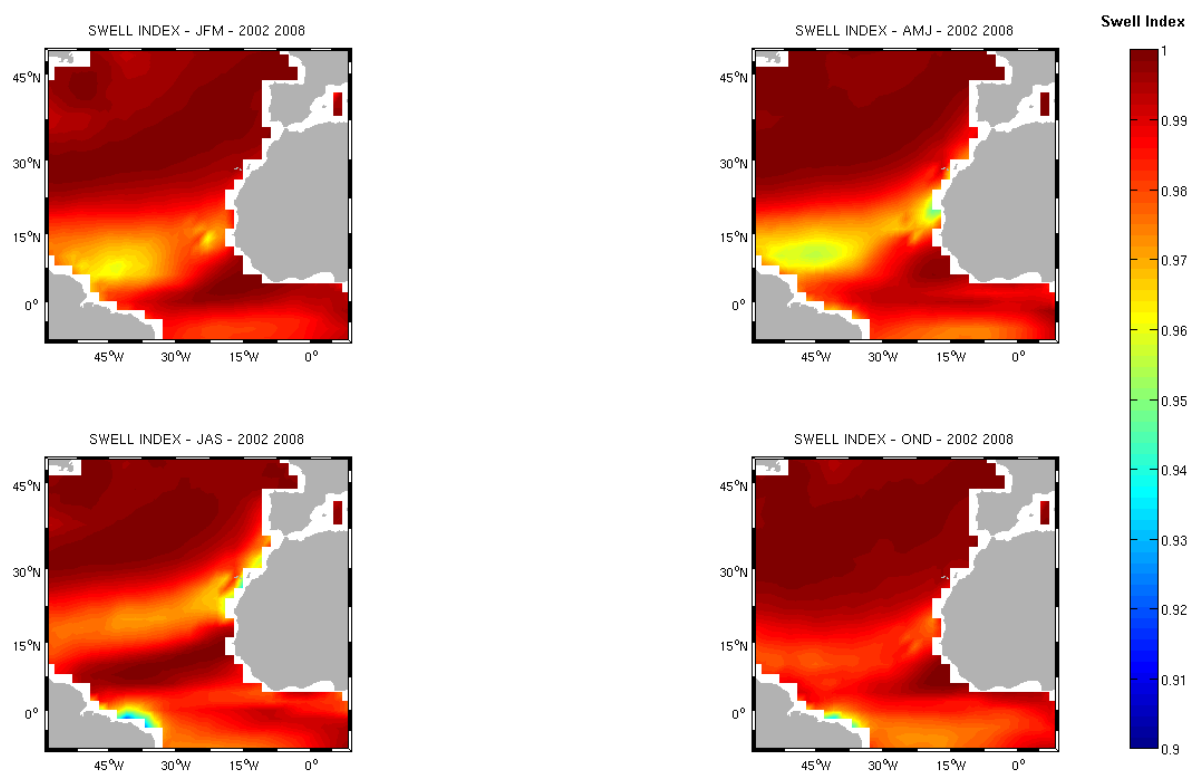 Swell Index
SWELL INDEX - JFM - 2002 2008
45°N
30°N
15°N
0°
45°W
30°W
15°W
0°
SWELL INDEX - AMJ - 2002 2008
45°N
30°N
15°N
0°
45°W
30°W
15°W
0°
SWELL INDEX - JAS - 2002 2008
45°N
30°N
15°N
0°
45°W
30°W
15°W
0°
SWELL INDEX - OND - 2002 2008
45°N
30°N
15°N
0°
45°W
30°W
15°W
0°
1
0.99
0.98
0.97
0.96
0.95
0.94
0.93
0.92
0.91
0.9